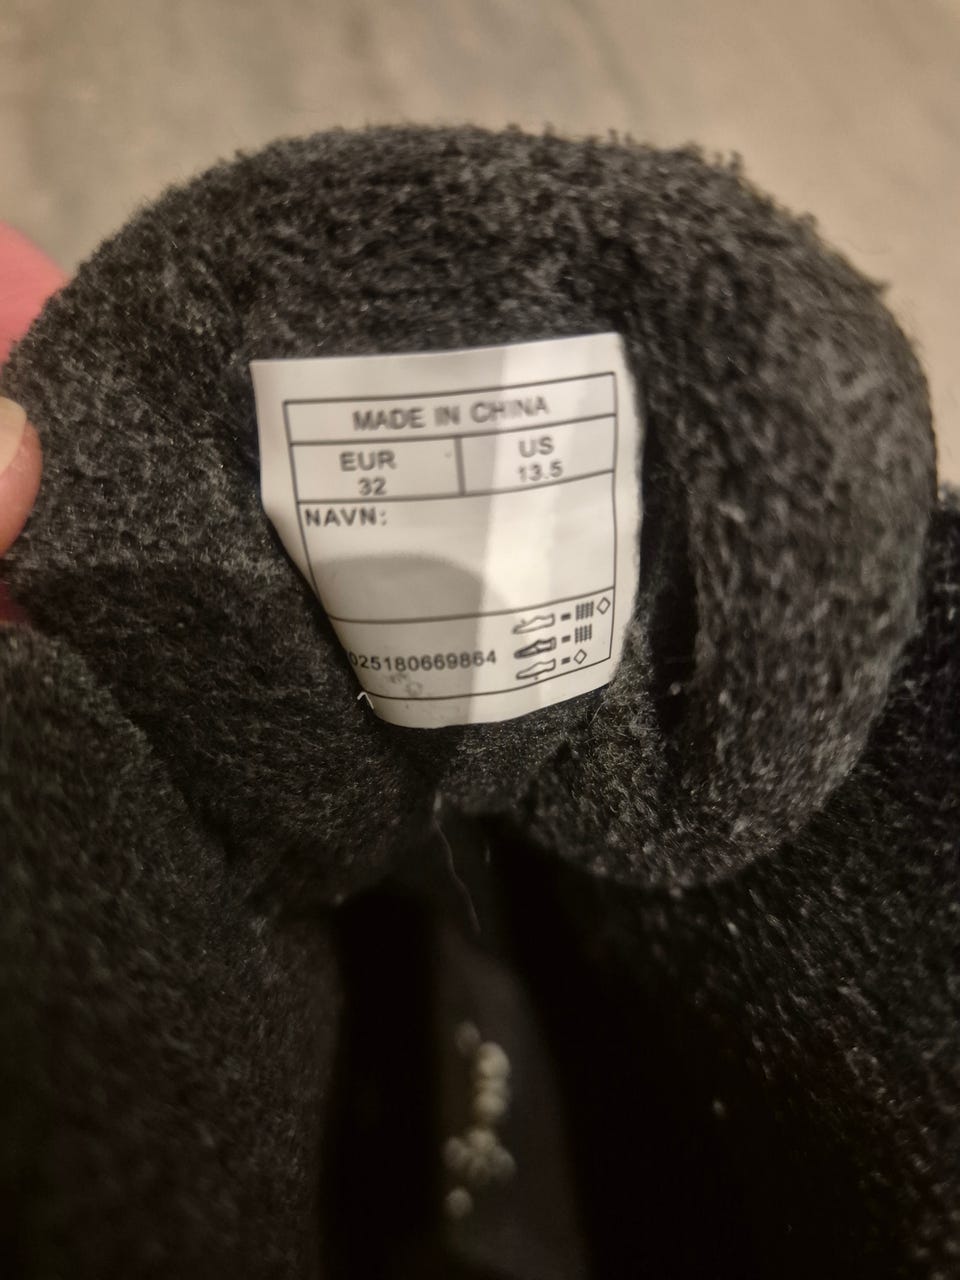 MADE IN CHINA
EUR
32
US
13.5
NAVN:
025180669864